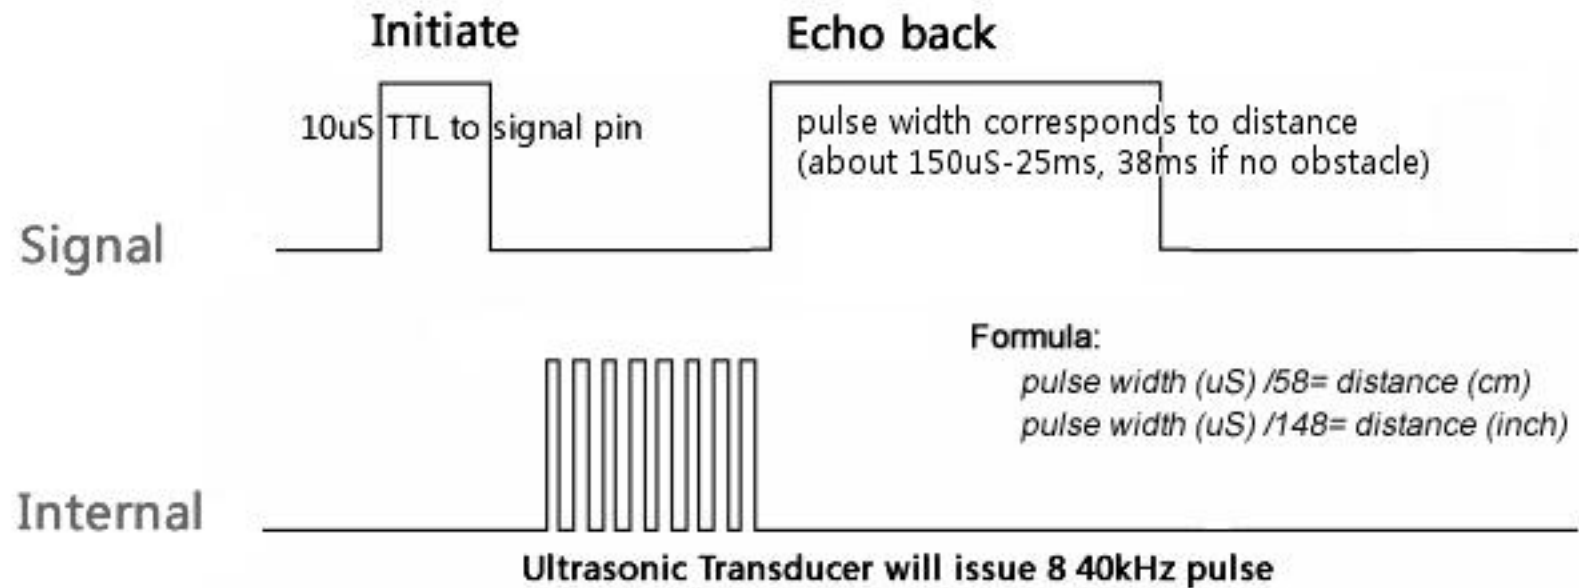 Initiate
Echo back
10uS TTL to signal pin
pulse width corresponds to distance
(about 150uS-25ms, 38ms if no obstacle)
Signal
Formula:
pulse width (uS) /58= distance (cm)
pulse width (uS) /148= distance (inch)
Internal
Ultrasonic Transducer will issue 8 40kHz pulse